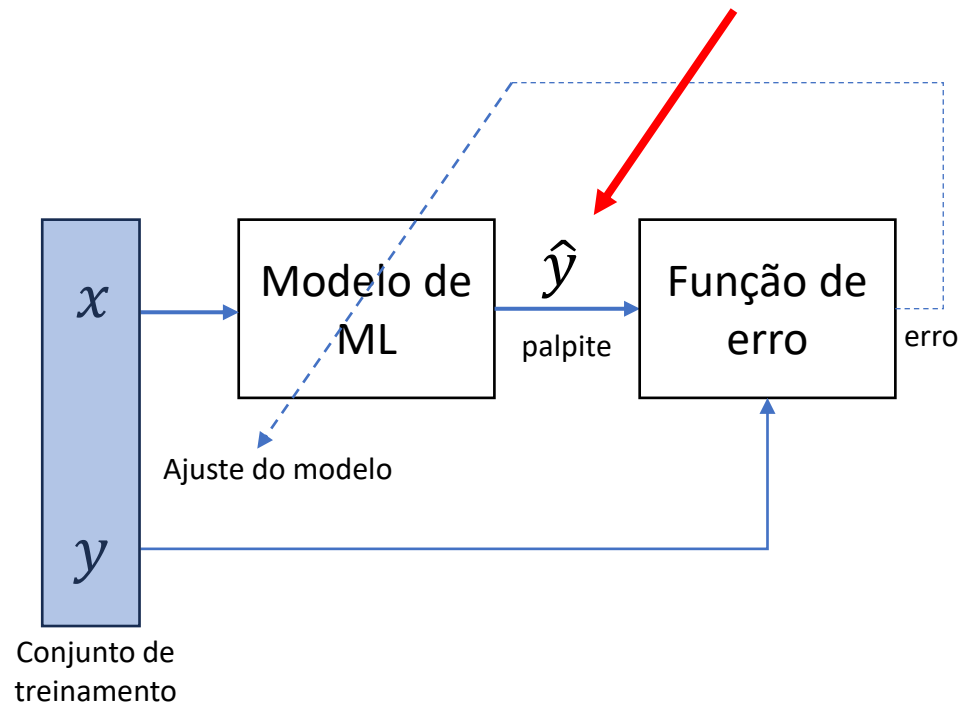 x
Modelo de
ML
ŷ
palpite
Função de
erro
erro
Ajuste do modelo
y
Conjunto de
treinamento